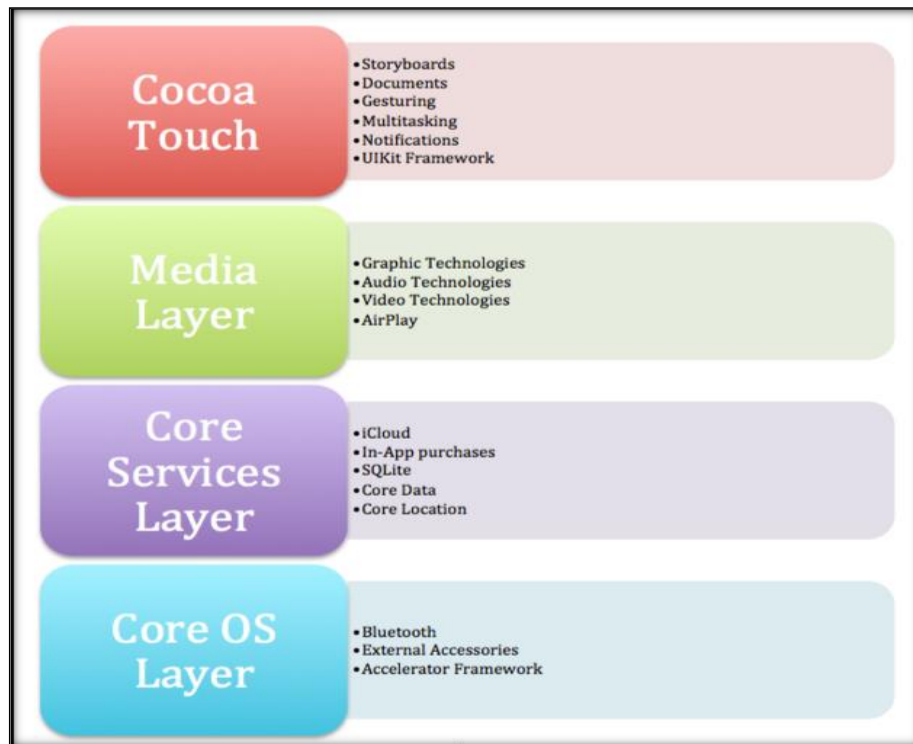 Cocoa
Touch
•Storyboards
•Documents
•Gesturing
•Multitasking
•Notifications
•UIKit Framework
Media
Layer
•Graphic Technologies
•Audio Technologies
•Video Technologies
•AirPlay
Core
Services
Layer
•iCloud
•In-App purchases
•SQLite
•Core Data
•Core Location
Core OS
Layer
•Bluetooth
•External Accessories
•Accelerator Framework